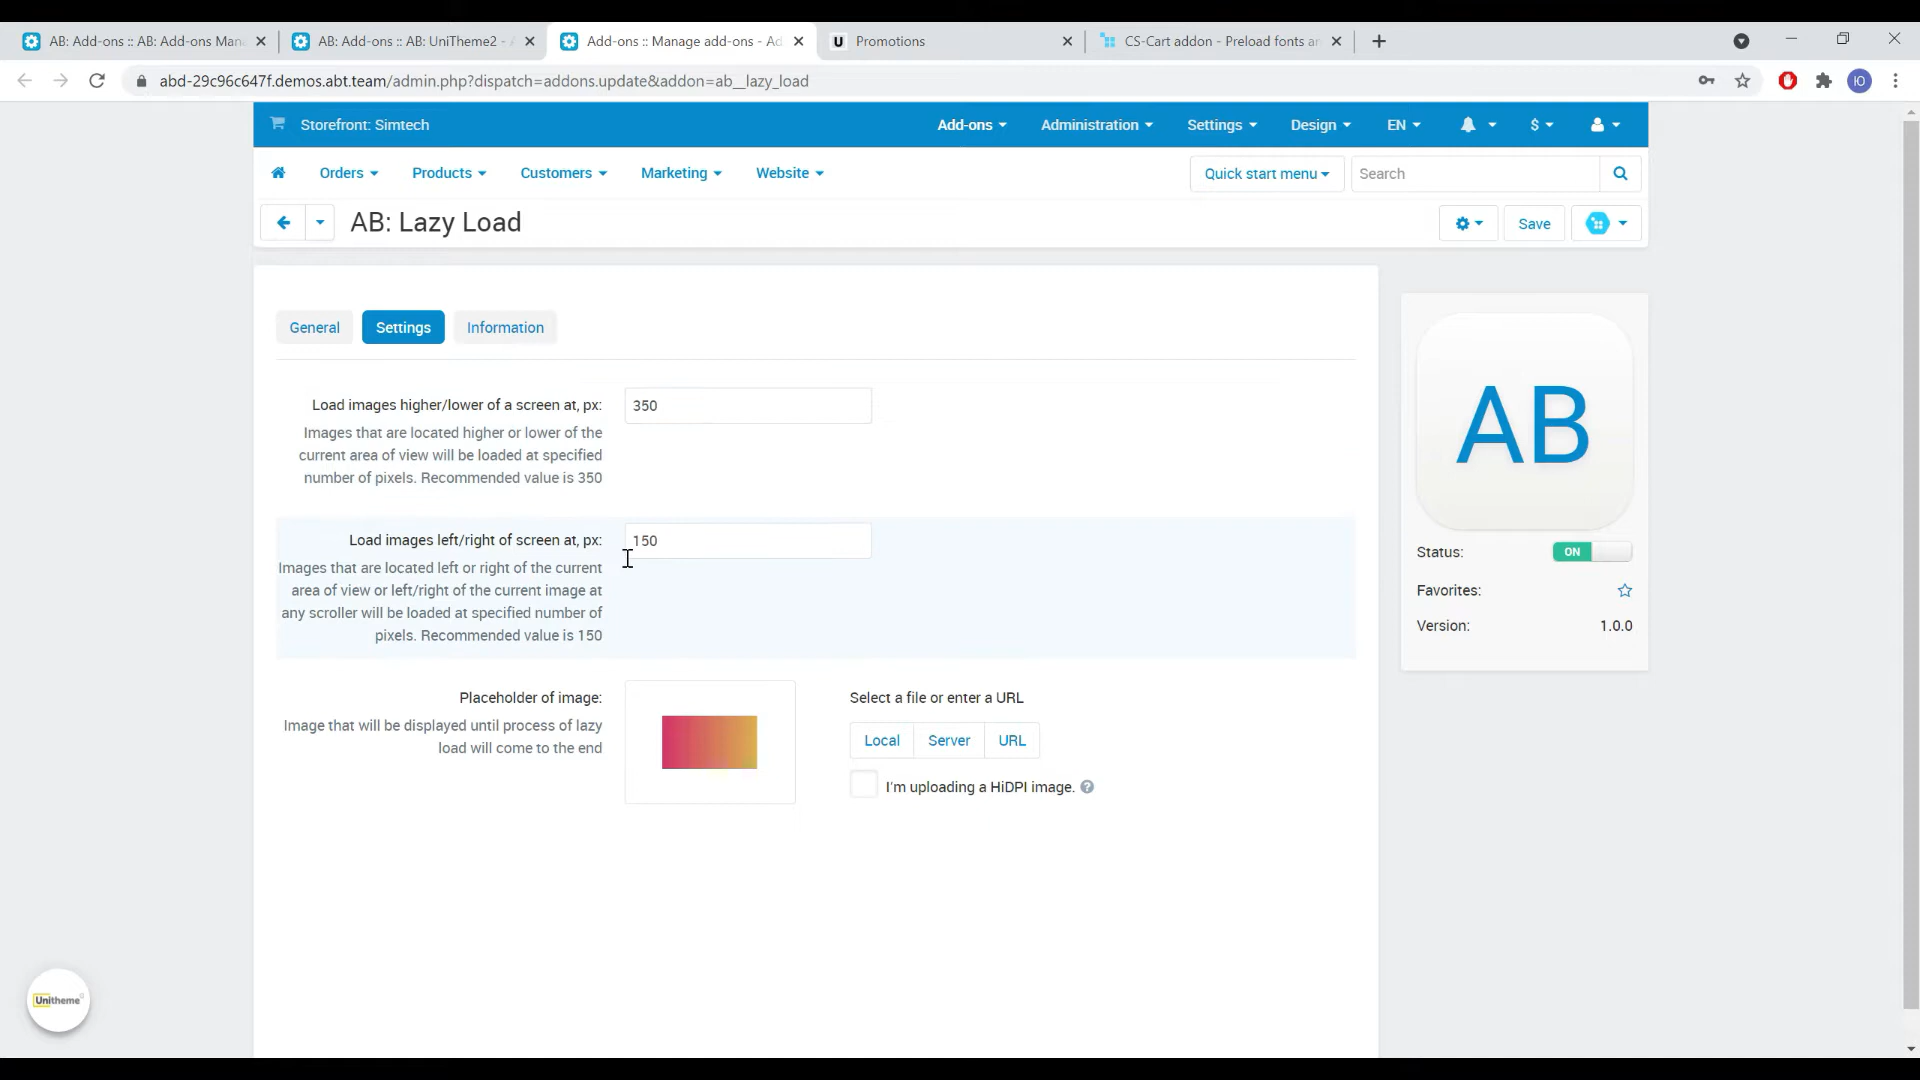 AB: Add-ons :: AB: Add-ons Man
AB: Add-ons :: AB: UniTheme2 - 
Add-ons :: Manage add-ons - Ad
U Promotions
CS-Cart addon - Preload fonts an
abd-29c96c647f.demos.abt.team/admin.php?dispatch=addons.update&addon=ab__lazy_load
Ю
Storefront: Simtech
Add-ons
Administration
Settings
Design
EN
$
Orders
Products
Customers
Marketing
Website
Quick start menu
Search
AB: Lazy Load
Save
General
Settings
Information
Load images higher/lower of a screen at, px:
350
Images that are located higher or lower of the
current area of view will be loaded at specified
number of pixels. Recommended value is 350
Load images left/right of screen at, px:
150
Images that are located left or right of the current
area of view or left/right of the current image at
any scroller will be loaded at specified number of
pixels. Recommended value is 150
Placeholder of image:
Image that will be displayed until process of lazy
load will come to the end
Select a file or enter a URL
Local
Server
URL
I'm uploading a HiDPI image.
?
AB
Status:
ON
Favorites:
Version:
1.0.0
Unitheme²